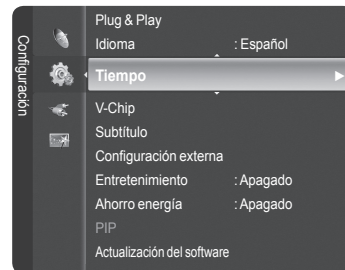 Configuración
Plug & Play
Idioma : Español
Tiempo
V-Chip
Subtítulo
Configuración externa
Entretenimiento : Apagado
Ahorro energía : Apagado
PIP
Actualización del software